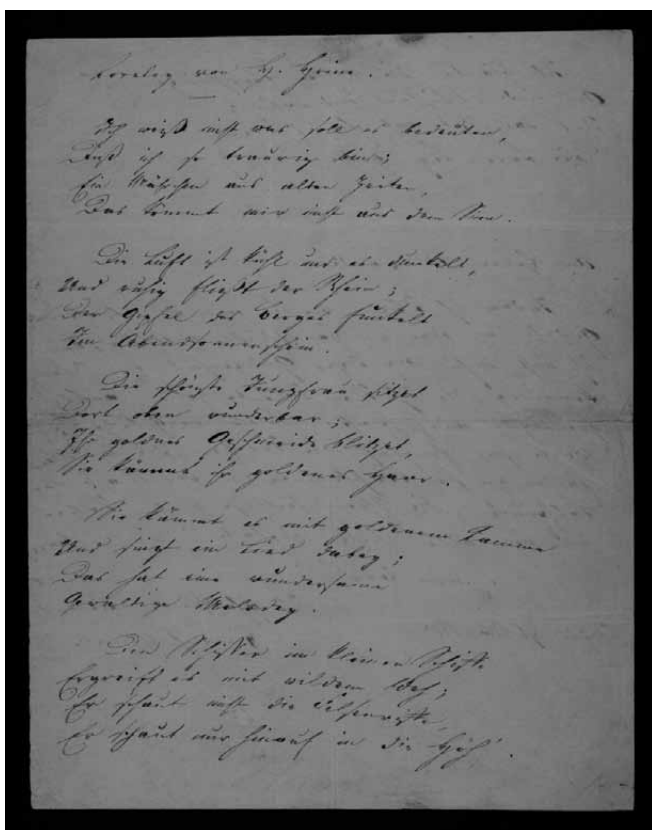 Loreley von H. Heine.
Ich weiß nicht was soll es bedeuten,
Daß ich so traurig bin;
Ein Mährchen aus alten Zeiten,
Das kommt mir nicht aus dem Sinn.
Die Luft ist kühl und es dunkelt,
Und ruhig fließt der Rhein;
Der Gipfel des Berges funkelt
Im Abendsonnenschein.
Die schönste Jungfrau sitzet
Dort oben wunderbar;
Ihr goldnes Geschmeide blitzet,
Sie kämmt ihr goldenes Haar.
Sie kämmt es mit goldenem Kamme
Und singt ein Lied dabey;
Das hat eine wundersame
Gewaltige Melodey.
Den Schiffer im kleinen Schiffe
Ergreift es mit wildem Weh;
Er schaut nicht die Felsenriffe,
Er schaut nur hinauf in die Höh'.